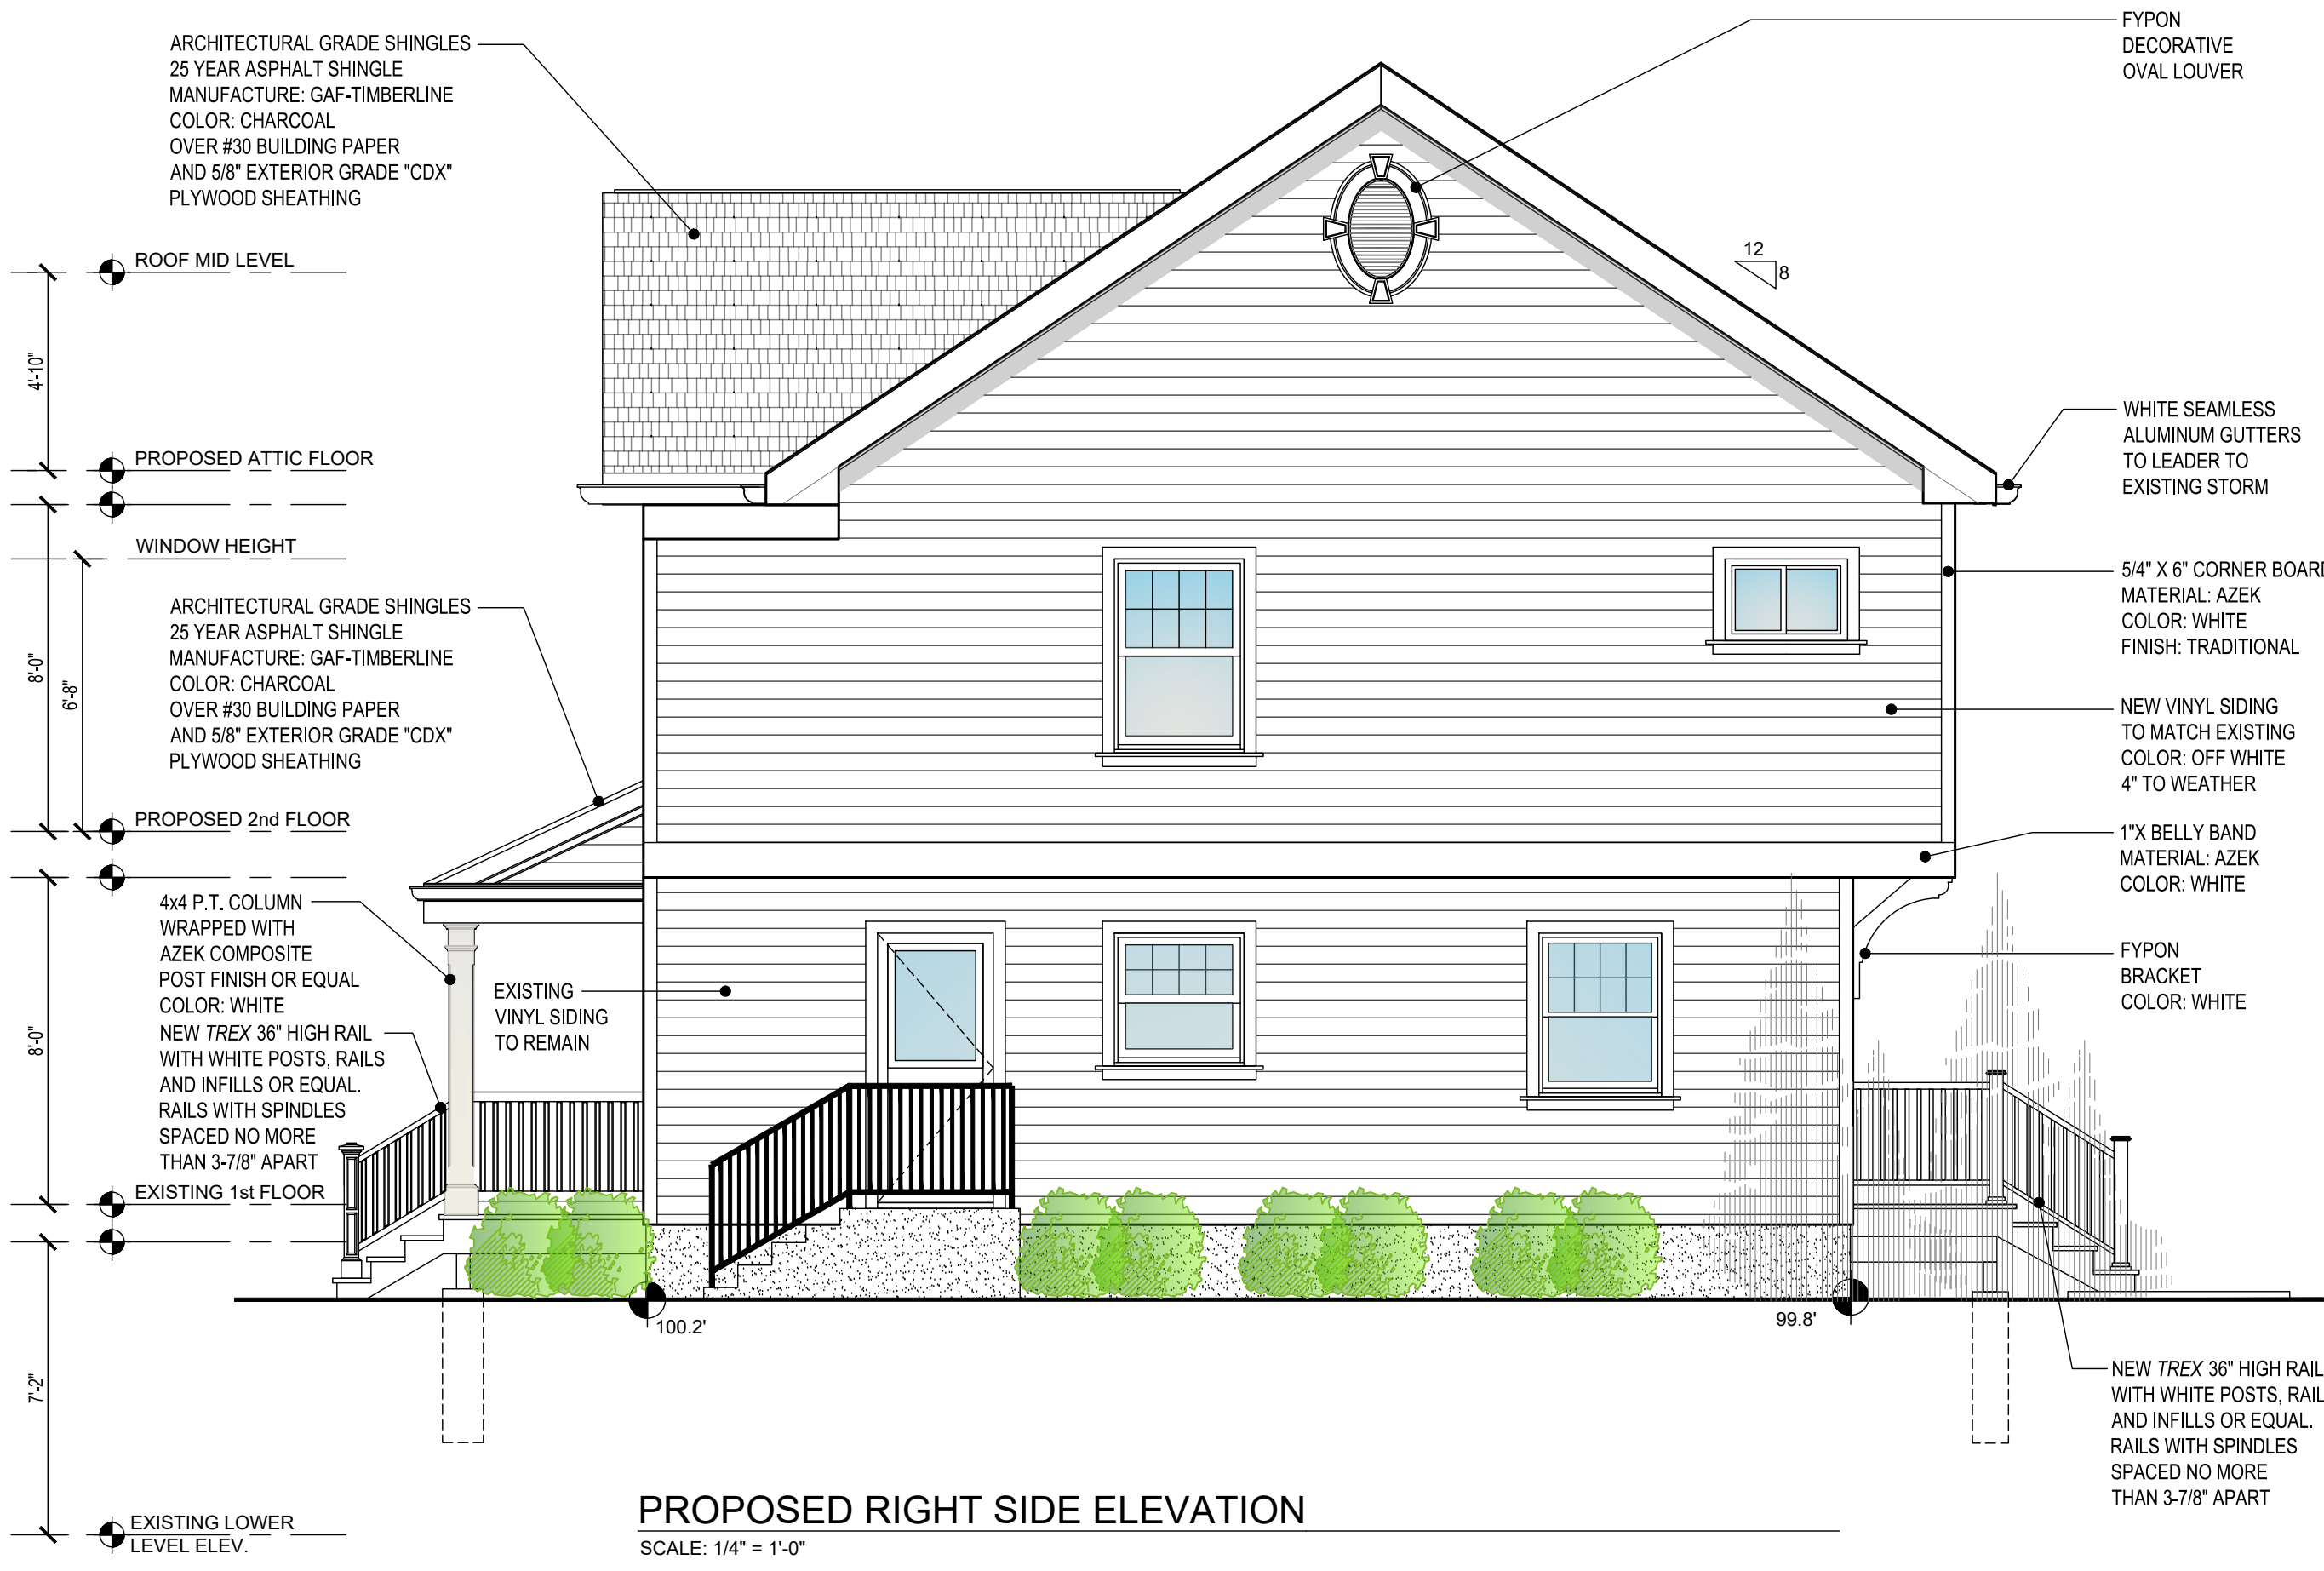 ARCHITECTURAL GRADE SHINGLES
25 YEAR ASPHALT SHINGLE
MANUFACTURE: GAF-TIMBERLINE
COLOR: CHARCOAL
OVER #30 BUILDING PAPER
AND 5/8" EXTERIOR GRADE "CDX"
PLYWOOD SHEATHING
FYPON
DECORATIVE
OVAL LOUVER
12
8
ROOF MID LEVEL
4'-10"
PROPOSED ATTIC FLOOR
WHITE SEAMLESS
ALUMINUM GUTTERS
TO LEADER TO
EXISTING STORM
WINDOW HEIGHT
8'-0"
6'-8"
ARCHITECTURAL GRADE SHINGLES
25 YEAR ASPHALT SHINGLE
MANUFACTURE: GAF-TIMBERLINE
COLOR: CHARCOAL
OVER #30 BUILDING PAPER
AND 5/8" EXTERIOR GRADE "CDX"
PLYWOOD SHEATHING
5/4" X 6" CORNER BOARD
MATERIAL: AZEK
COLOR: WHITE
FINISH: TRADITIONAL
NEW VINYL SIDING
TO MATCH EXISTING
COLOR: OFF WHITE
4" TO WEATHER
PROPOSED 2nd FLOOR
1"X BELLY BAND
MATERIAL: AZEK
COLOR: WHITE
4x4 P.T. COLUMN
WRAPPED WITH
AZEK COMPOSITE
POST FINISH OR EQUAL
COLOR: WHITE
FYPON
BRACKET
COLOR: WHITE
EXISTING
VINYL SIDING
TO REMAIN
8'-0"
NEW TREX 36" HIGH RAIL
WITH WHITE POSTS, RAILS
AND INFILLS OR EQUAL.
RAILS WITH SPINDLES
SPACED NO MORE
THAN 3-7/8" APART
EXISTING 1st FLOOR
100.2'
99.8'
7'-2"
NEW TREX 36" HIGH RAIL
WITH WHITE POSTS, RAIL
AND INFILLS OR EQUAL.
RAILS WITH SPINDLES
SPACED NO MORE
THAN 3-7/8" APART
EXISTING LOWER
LEVEL ELEV.
PROPOSED RIGHT SIDE ELEVATION
SCALE: 1/4" = 1'-0"